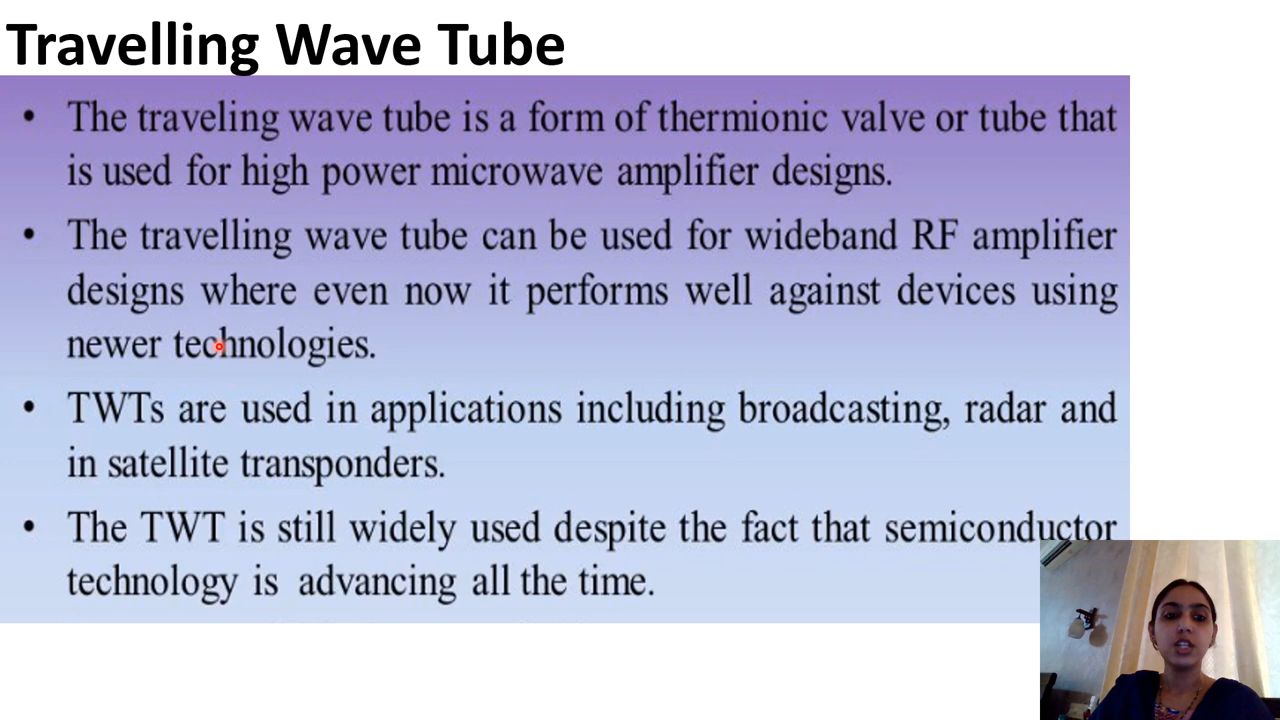 Travelling Wave Tube
• The traveling wave tube is a form of thermionic valve or tube that
is used for high power microwave amplifier designs.
• The travelling wave tube can be used for wideband RF amplifier
designs where even now it performs well against devices using
newer technologies.
• TWTs are used in applications including broadcasting, radar and
in satellite transponders.
• The TWT is still widely used despite the fact that semiconductor
technology is advancing all the time.